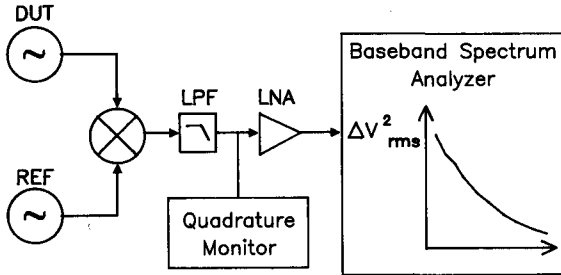 DUT
~
REF
~
LPF
LNA
Quadrature
Monitor
Baseband Spectrum
Analyzer
ΔV²rms